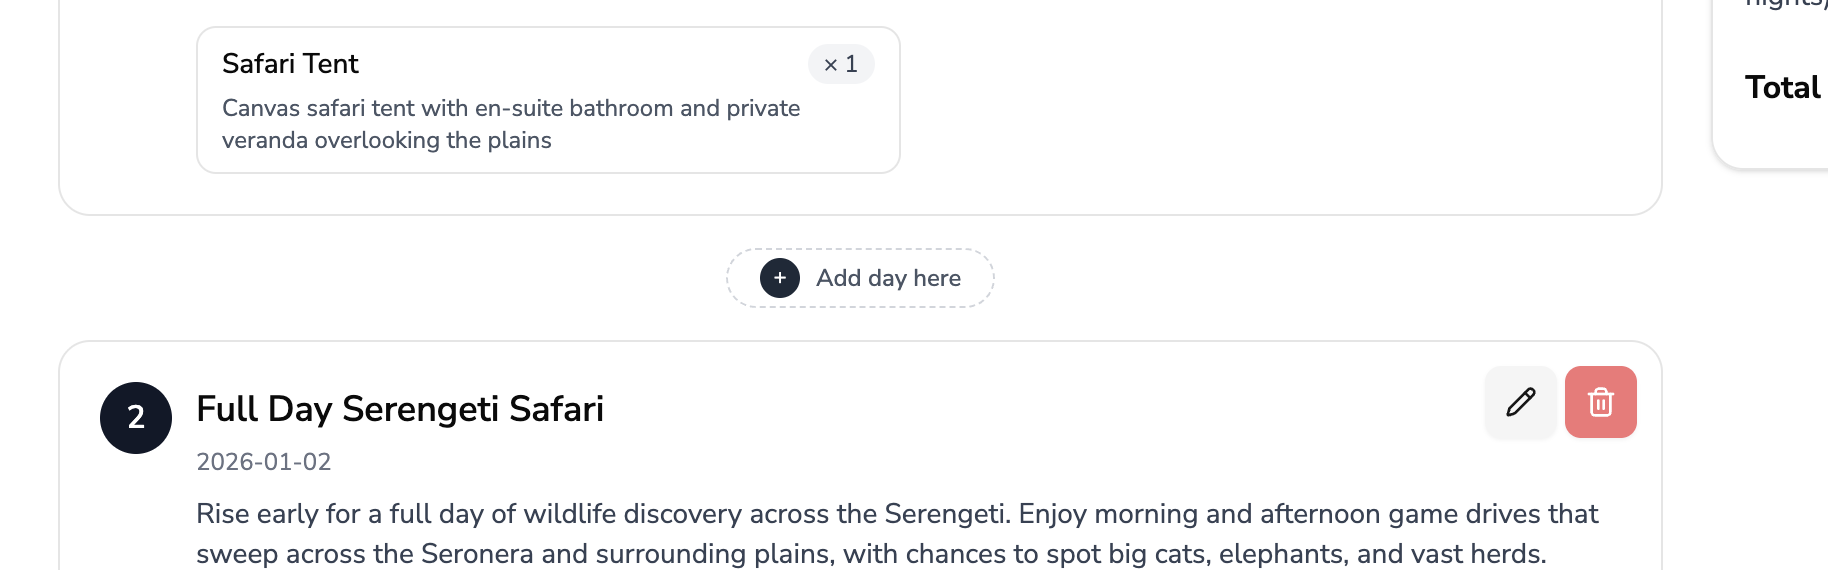 Safari Tent
× 1
Canvas safari tent with en-suite bathroom and private
veranda overlooking the plains
Total
+ Add day here
2
Full Day Serengeti Safari
2026-01-02
Rise early for a full day of wildlife discovery across the Serengeti. Enjoy morning and afternoon game drives that
sweep across the Seronera and surrounding plains, with chances to spot big cats, elephants, and vast herds.